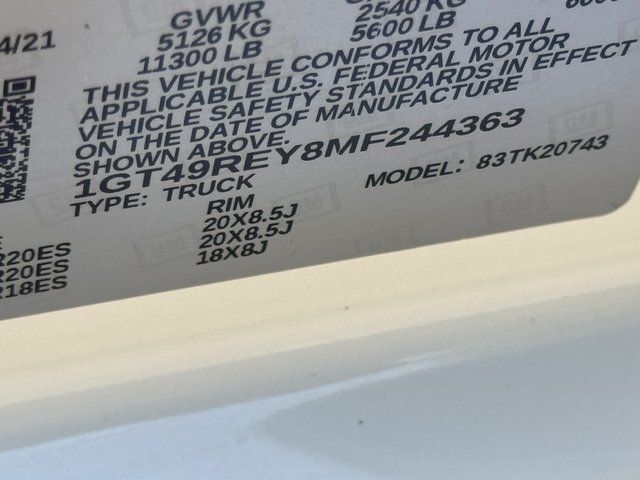 4/21
GVWR
5126 KG
2540 KG
11300 LB
5600 LB
THIS VEHICLE CONFORMS TO ALL
APPLICABLE U.S. FEDERAL MOTOR
VEHICLE SAFETY STANDARDS IN EFFECT
ON THE DATE OF MANUFACTURE
SHOWN ABOVE.
1GT49REY8MF244363
TYPE: TRUCK
MODEL: 83TK20743
RIM
R20ES 20X8.5J
R20ES 20X8.5J
R18ES 18X8J